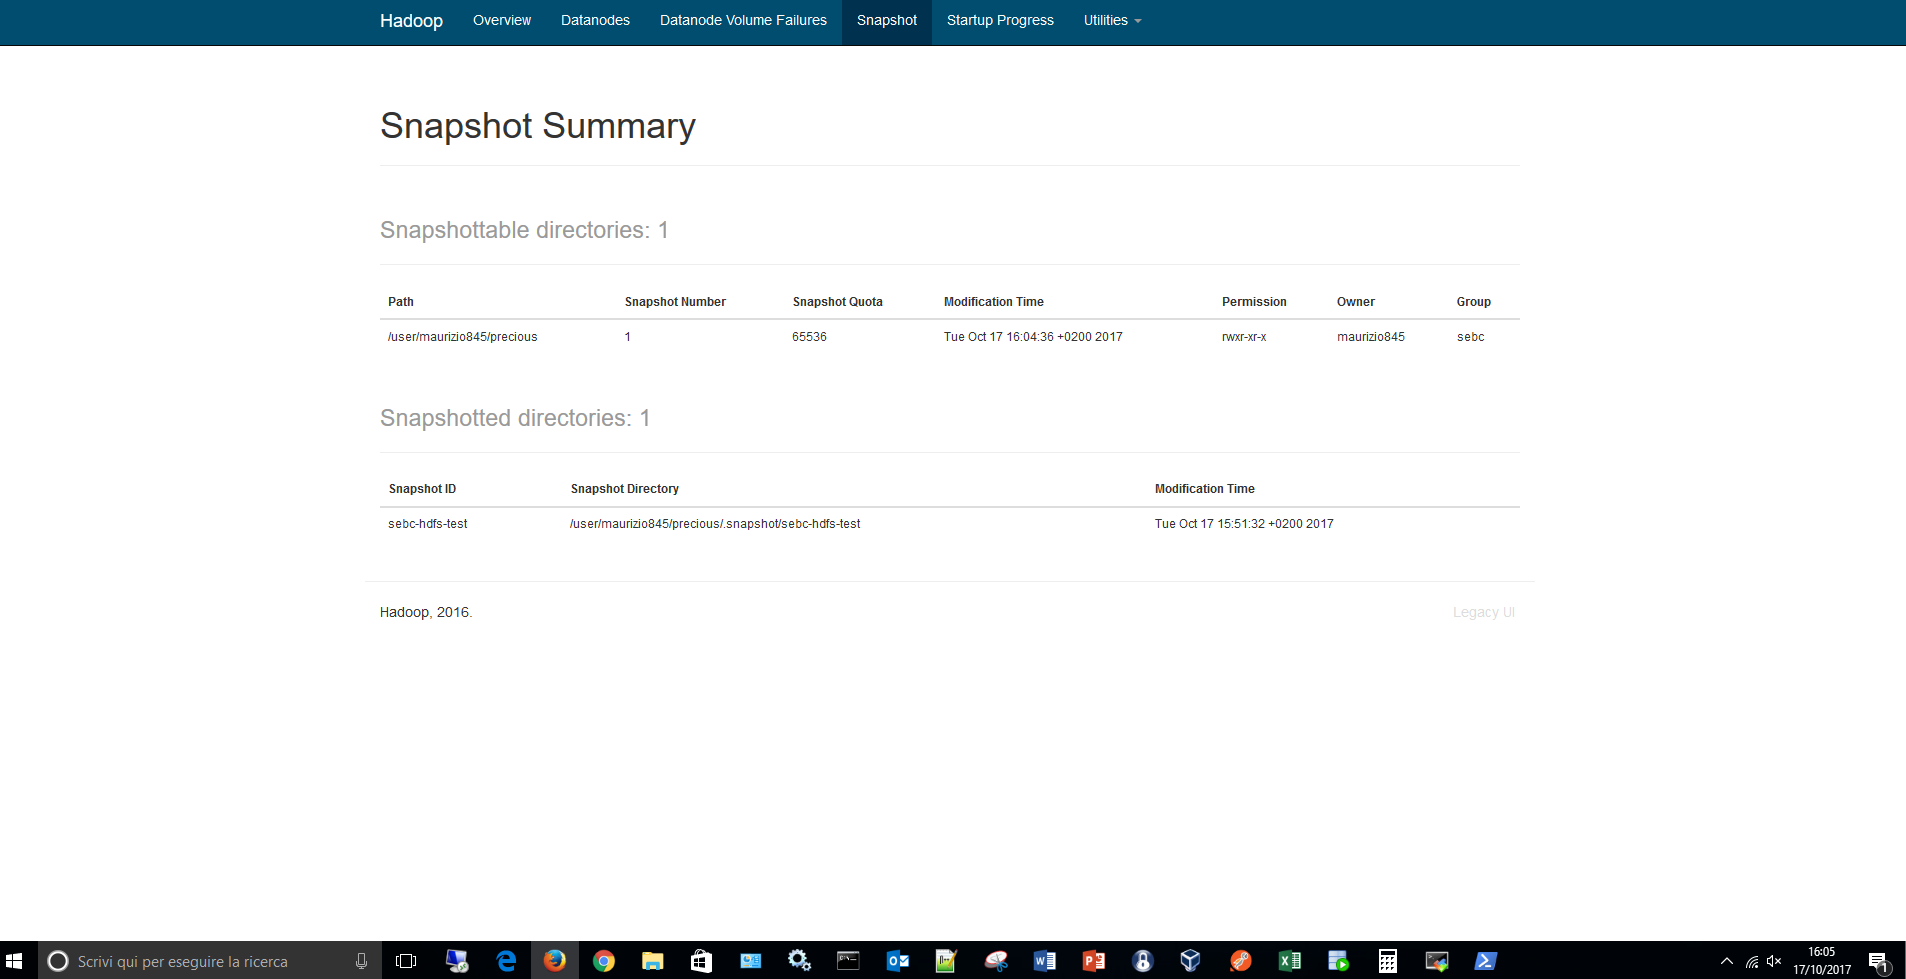 Hadoop Overview Datanodes Datanode Volume Failures Snapshot Startup Progress Utilities
Snapshot Summary
Snapshottable directories: 1
Path Snapshot Number Snapshot Quota Modification Time Permission Owner Group
/user/maurizio845/precious 1 65536 Tue Oct 17 16:04:36 +0200 2017 rwxr-xr-x maurizio845 sebc
Snapshotted directories: 1
Snapshot ID Snapshot Directory Modification Time
sebc-hdfs-test /user/maurizio845/precious/.snapshot/sebc-hdfs-test Tue Oct 17 15:51:32 +0200 2017
Hadoop, 2016. Legacy UI
Scrivi qui per eseguire la ricerca
16:05
17/10/2017
1